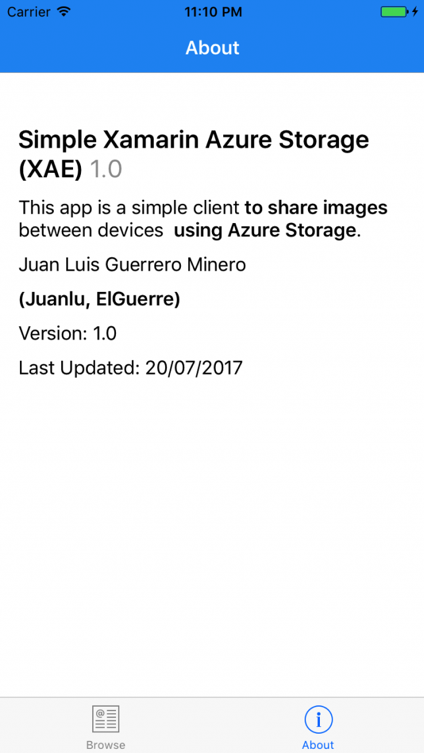 Carrier 11:10 PM
About
Simple Xamarin Azure Storage
(XAE) 1.0
This app is a simple client to share images
between devices  using Azure Storage.
Juan Luis Guerrero Minero
(Juanlu, ElGuerre)
Version: 1.0
Last Updated: 20/07/2017
Browse About